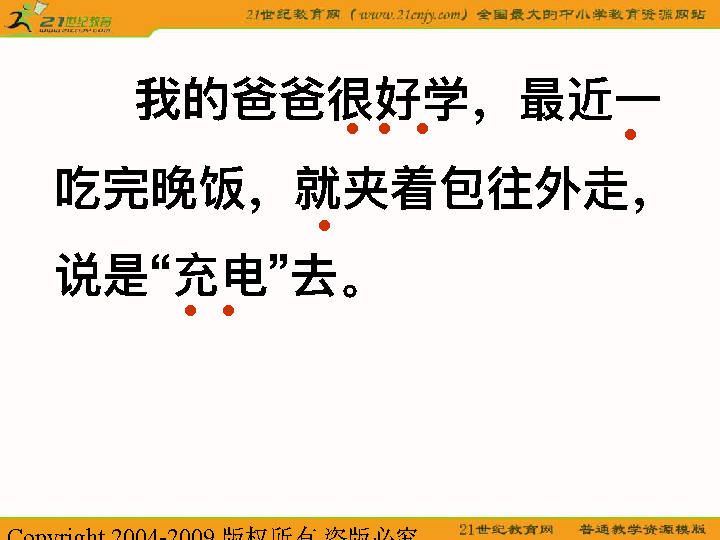 21世纪教育
www.21cnjy.com
21世纪教育网（www.21cnjy.com）全国最大的中小学教育资源网站
我的爸爸很好学，最近一
吃完晚饭，就夹着包往外走，
说是“充电”去。
Copyright 2004-2009 版权所有 盗版必究
21世纪教育网 普通教学资源模版